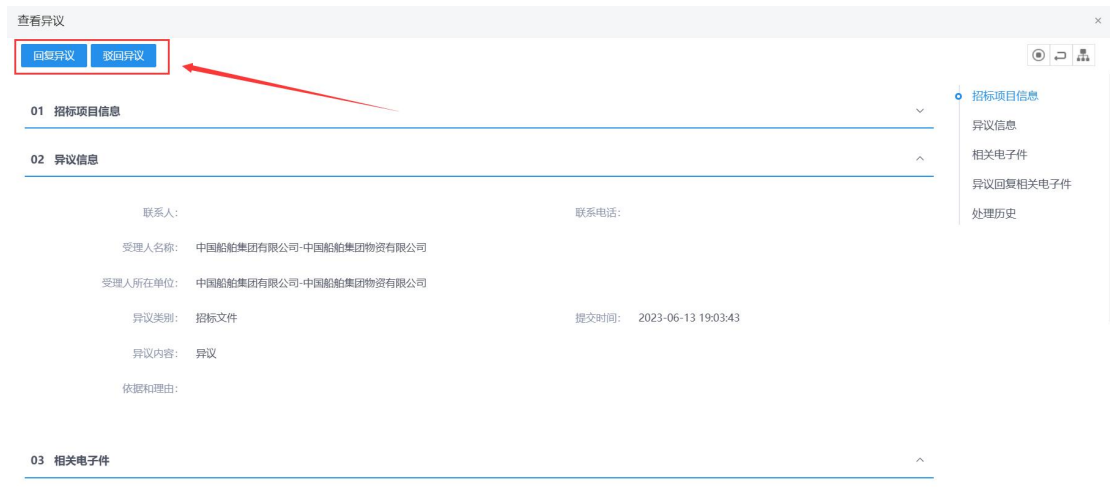 查看异议
×
回复异议 驳回异议
01 招标项目信息
02 异议信息
联系人：
联系电话：
受理人名称： 中国船舶集团有限公司-中国船舶集团物资有限公司
受理人所在单位： 中国船舶集团有限公司-中国船舶集团物资有限公司
异议类别： 招标文件
提交时间： 2023-06-13 19:03:43
异议内容： 异议
依据和理由：
03 相关电子件
招标项目信息
异议信息
相关电子件
异议回复相关电子件
处理历史